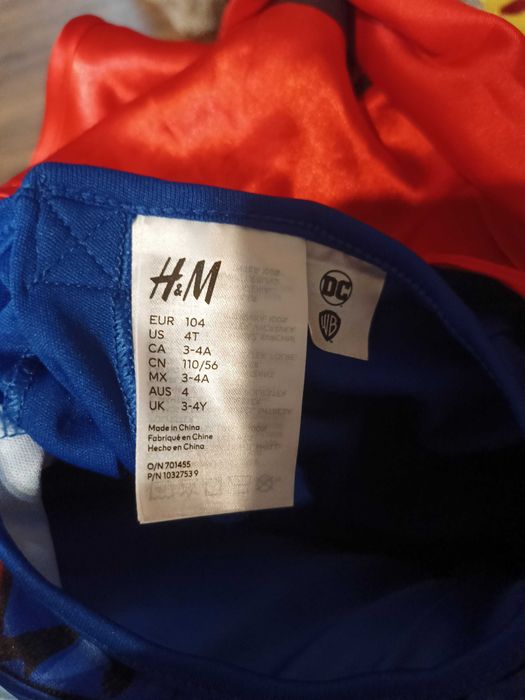 H&M
EUR 104
US 4T
CA 3-4A
CN 110/56
MX 3-4A
AUS 4
UK 3-4Y
Made in China
Fabriqué en Chine
Hecho en China
O/N 701455
P/N 1032753 9
DC
WB